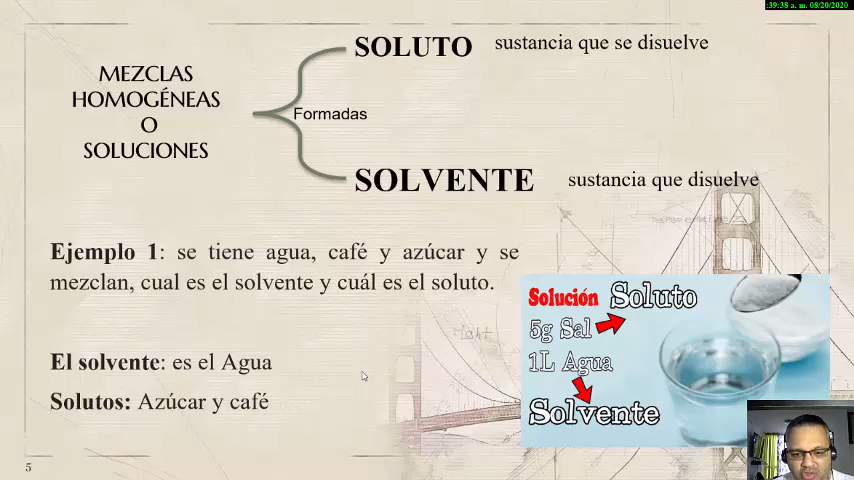 :39:38 a. m. 08/20/2020
SOLUTO sustancia que se disuelve
MEZCLAS
HOMOGÉNEAS
O
SOLUCIONES
Formadas
SOLVENTE sustancia que disuelve
Ejemplo 1: se tiene agua, café y azúcar y se
mezclan, cual es el solvente y cuál es el soluto.
El solvente: es el Agua
Solutos: Azúcar y café
Solución Soluto
5g Sal
1L Agua
Solvente
5